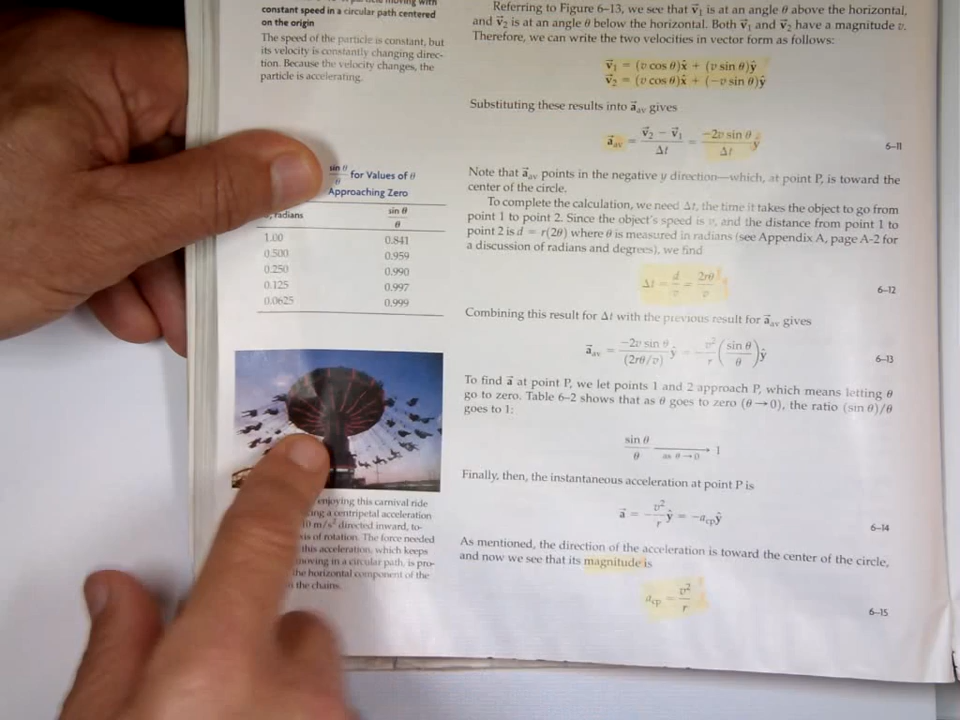 constant speed in a circular path centered
on the origin
The speed of the particle is constant, but
its velocity is constantly changing direc-
tion. Because the velocity changes, the
particle is accelerating.
sin θ / θ for Values of θ
Approaching Zero
radians sin θ / θ
1.00 0.841
0.500 0.959
0.250 0.990
0.125 0.997
0.0625 0.999
enjoying this carnival ride
a centripetal acceleration
m/s² directed inward, to-
of rotation. The force needed
this acceleration, which keeps
moving in a circular path, is pro-
the horizontal component of the
the chains.
Referring to Figure 6–13, we see that v⃗₁ is at an angle θ above the horizontal,
and v⃗₂ is at an angle θ below the horizontal. Both v⃗₁ and v⃗₂ have a magnitude v.
Therefore, we can write the two velocities in vector form as follows:
v⃗₁ = (v cos θ)x̂ + (v sin θ)ŷ
v⃗₂ = (v cos θ)x̂ + (−v sin θ)ŷ
Substituting these results into a⃗av gives
a⃗av = (v⃗₂ − v⃗₁)/Δt = (−2v sin θ)/Δt ŷ 6–11
Note that a⃗av points in the negative y direction—which, at point P, is toward the
center of the circle.
To complete the calculation, we need Δt, the time it takes the object to go from
point 1 to point 2. Since the object's speed is v, and the distance from point 1 to
point 2 is d = r(2θ) where θ is measured in radians (see Appendix A, page A-2 for
a discussion of radians and degrees), we find
Δt = d/v = 2rθ/v 6–12
Combining this result for Δt with the previous result for a⃗av gives
a⃗av = (−2v sin θ)/(2rθ/v) ŷ = −v²/r (sin θ/θ)ŷ 6–13
To find a⃗ at point P, we let points 1 and 2 approach P, which means letting θ
go to zero. Table 6–2 shows that as θ goes to zero (θ→0), the ratio (sin θ)/θ
goes to 1:
sin θ/θ as θ→0 → 1
Finally, then, the instantaneous acceleration at point P is
a⃗ = −v²/r ŷ = −acpŷ 6–14
As mentioned, the direction of the acceleration is toward the center of the circle,
and now we see that its magnitude is
acp = v²/r 6–15